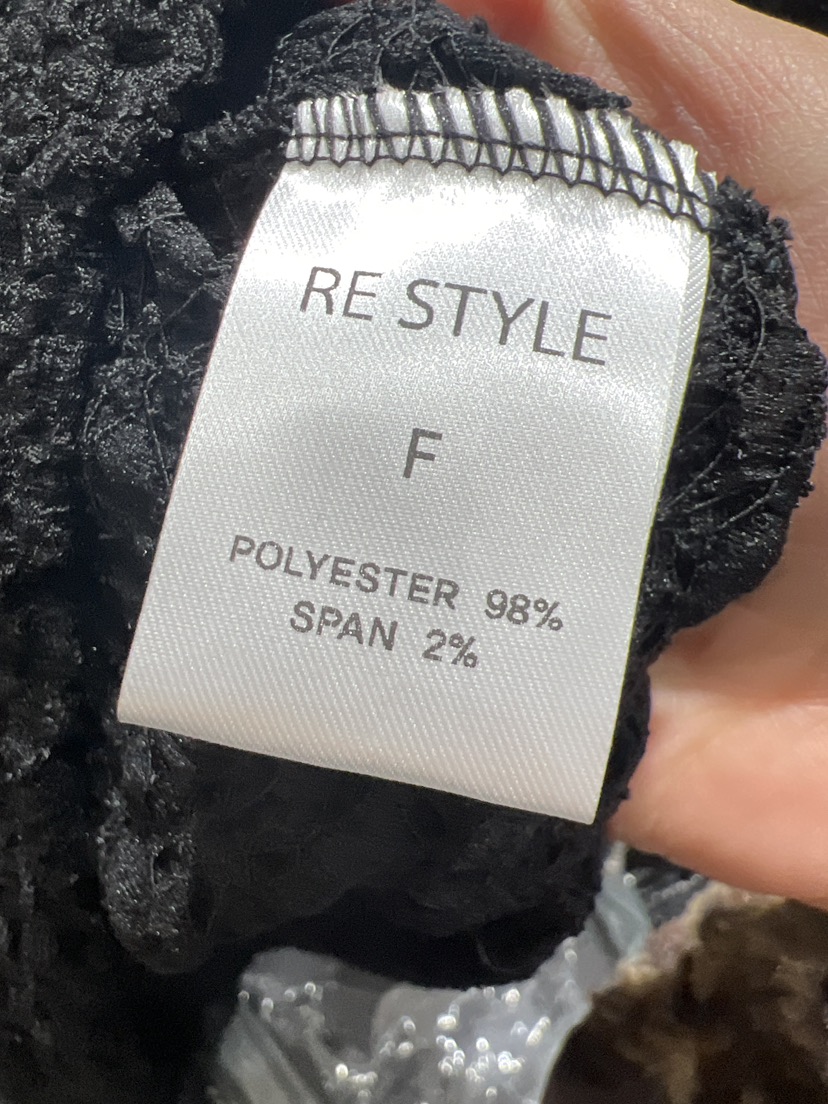 RE STYLE
F
POLYESTER 98%
SPAN 2%